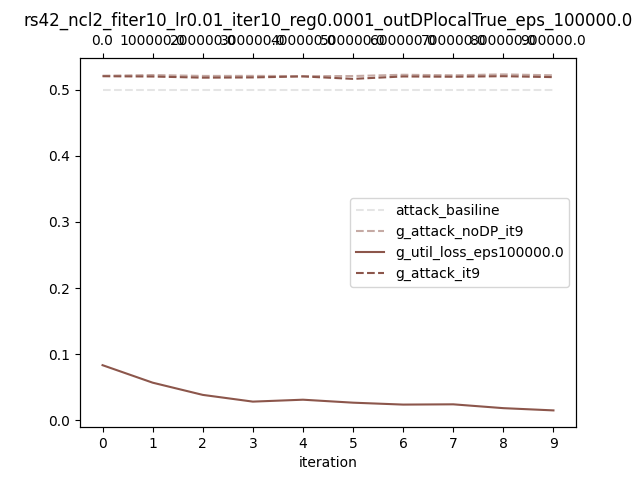 rs42_ncl2_fiter10_lr0.01_iter10_reg0.0001_outDPlocalTrue_eps_100000.0
0.0
0.5
0.4
0.3
0.2
0.1
0.0
attack_basiline
g_attack_noDP_it9
g_util_loss_eps100000.0
g_attack_it9
0 1 2 3 4 5 6 7 8 9
iteration